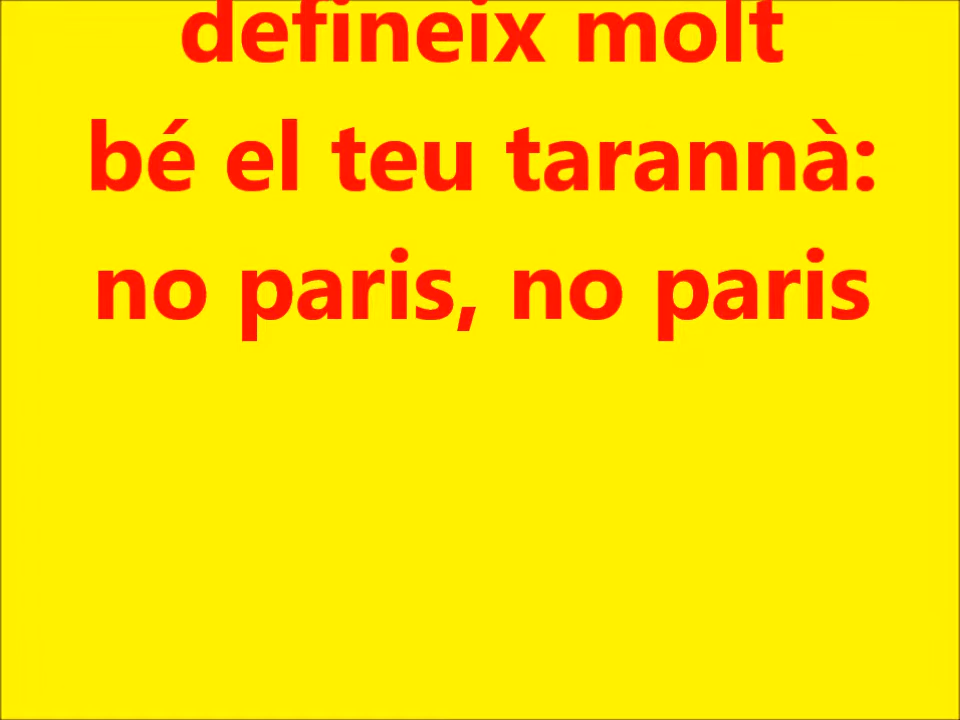 defineix molt
bé el teu tarannà:
no paris, no paris